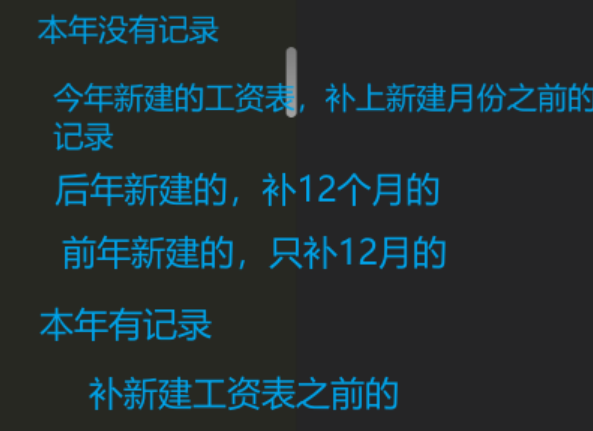 本年没有记录
今年新建的工资表，补上新建月份之前的
记录
后年新建的，补12个月的
前年新建的，只补12月的
本年有记录
补新建工资表之前的